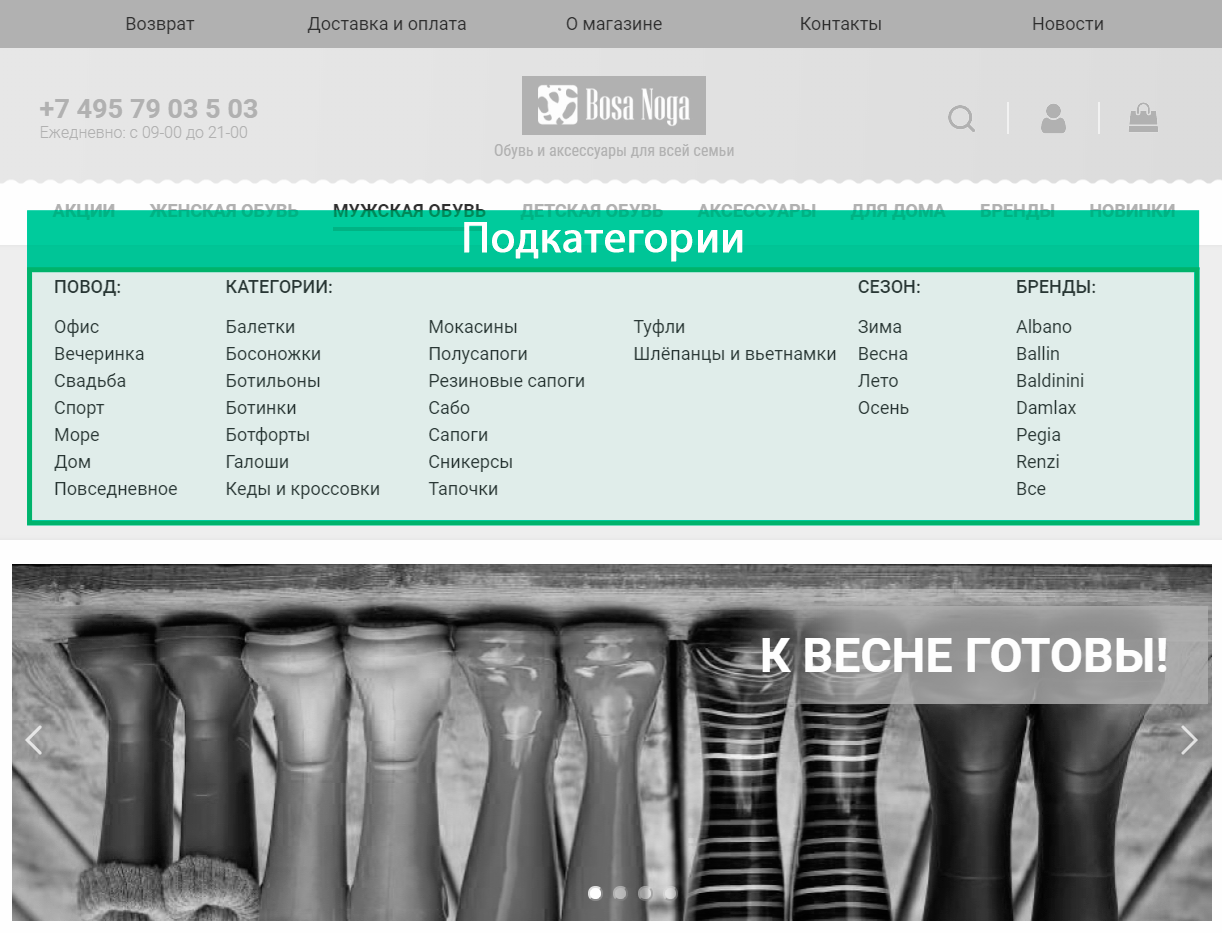 Возврат Доставка и оплата О магазине Контакты Новости
+7 495 79 03 5 03
Ежедневно: с 09-00 до 21-00
Bosa Noga
Обувь и аксессуары для всей семьи
АКЦИИ ЖЕНСКАЯ ОБУВЬ МУЖСКАЯ ОБУВЬ ДЕТСКАЯ ОБУВЬ АКСЕССУАРЫ ДЛЯ ДОМА БРЕНДЫ НОВИНКИ
Подкатегории
ПОВОД: КАТЕГОРИИ: СЕЗОН: БРЕНДЫ:
Офис Балетки Мокасины Туфли Зима Albano
Вечеринка Босоножки Полусапоги Шлёпанцы и вьетнамки Весна Ballin
Свадьба Ботильоны Резиновые сапоги Лето Baldinini
Спорт Ботинки Сабо Осень Damlax
Море Ботфорты Сапоги Pegia
Дом Галоши Сникерсы Renzi
Повседневное Кеды и кроссовки Тапочки Все
К ВЕСНЕ ГОТОВЫ!